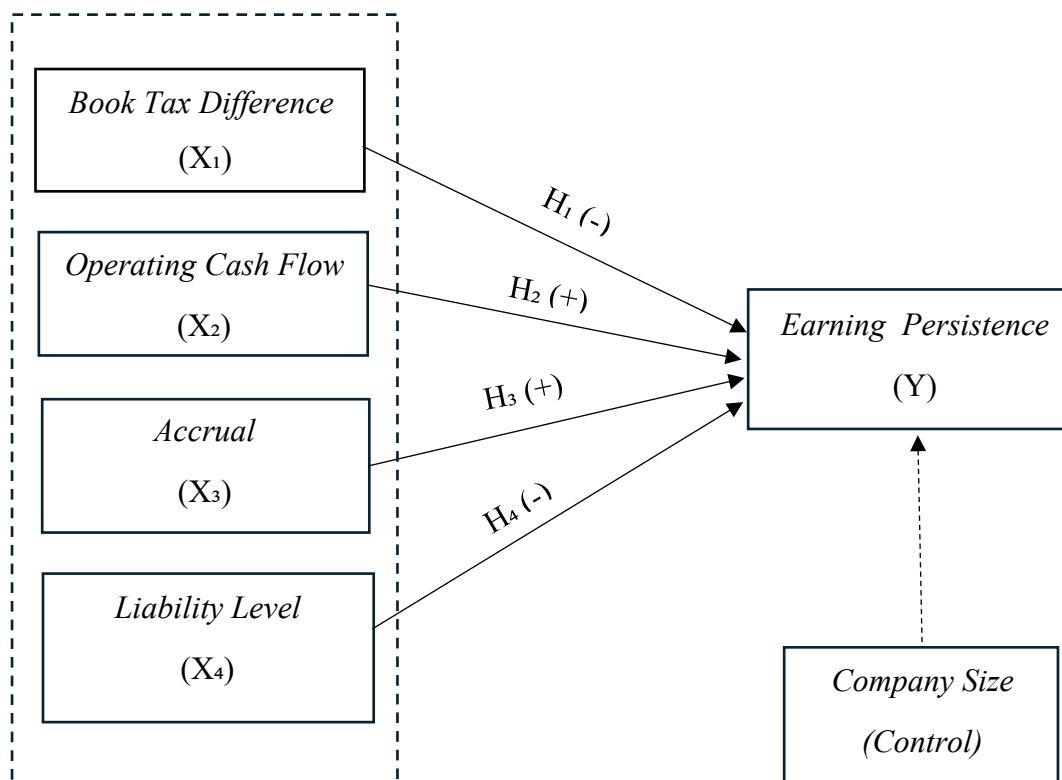 Book Tax Difference
(X₁)
H₁ (-)
Operating Cash Flow
(X₂)
H₂ (+)
Earning Persistence
(Y)
H₃ (+)
Accrual
(X₃)
H₄ (-)
Liability Level
(X₄)
Company Size
(Control)